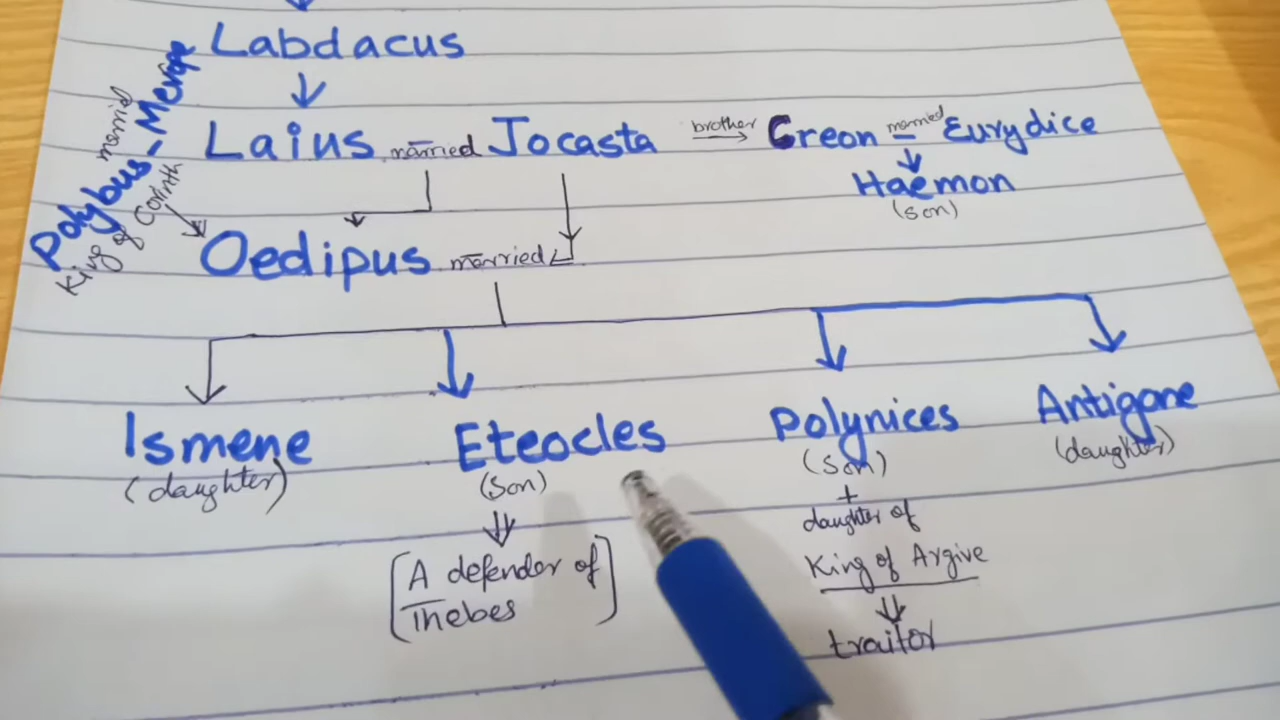 Labdacus
Polybus - Merope
married
King of Corinth
Laius married Jocasta brother Creon married Eurydice
Haemon
(son)
Oedipus married
Ismene Eteocles Polynices Antigone
(daughter) (son) (son) (daughter)
+
daughter of
King of Argive
[A defender of
Thebes]
traitor